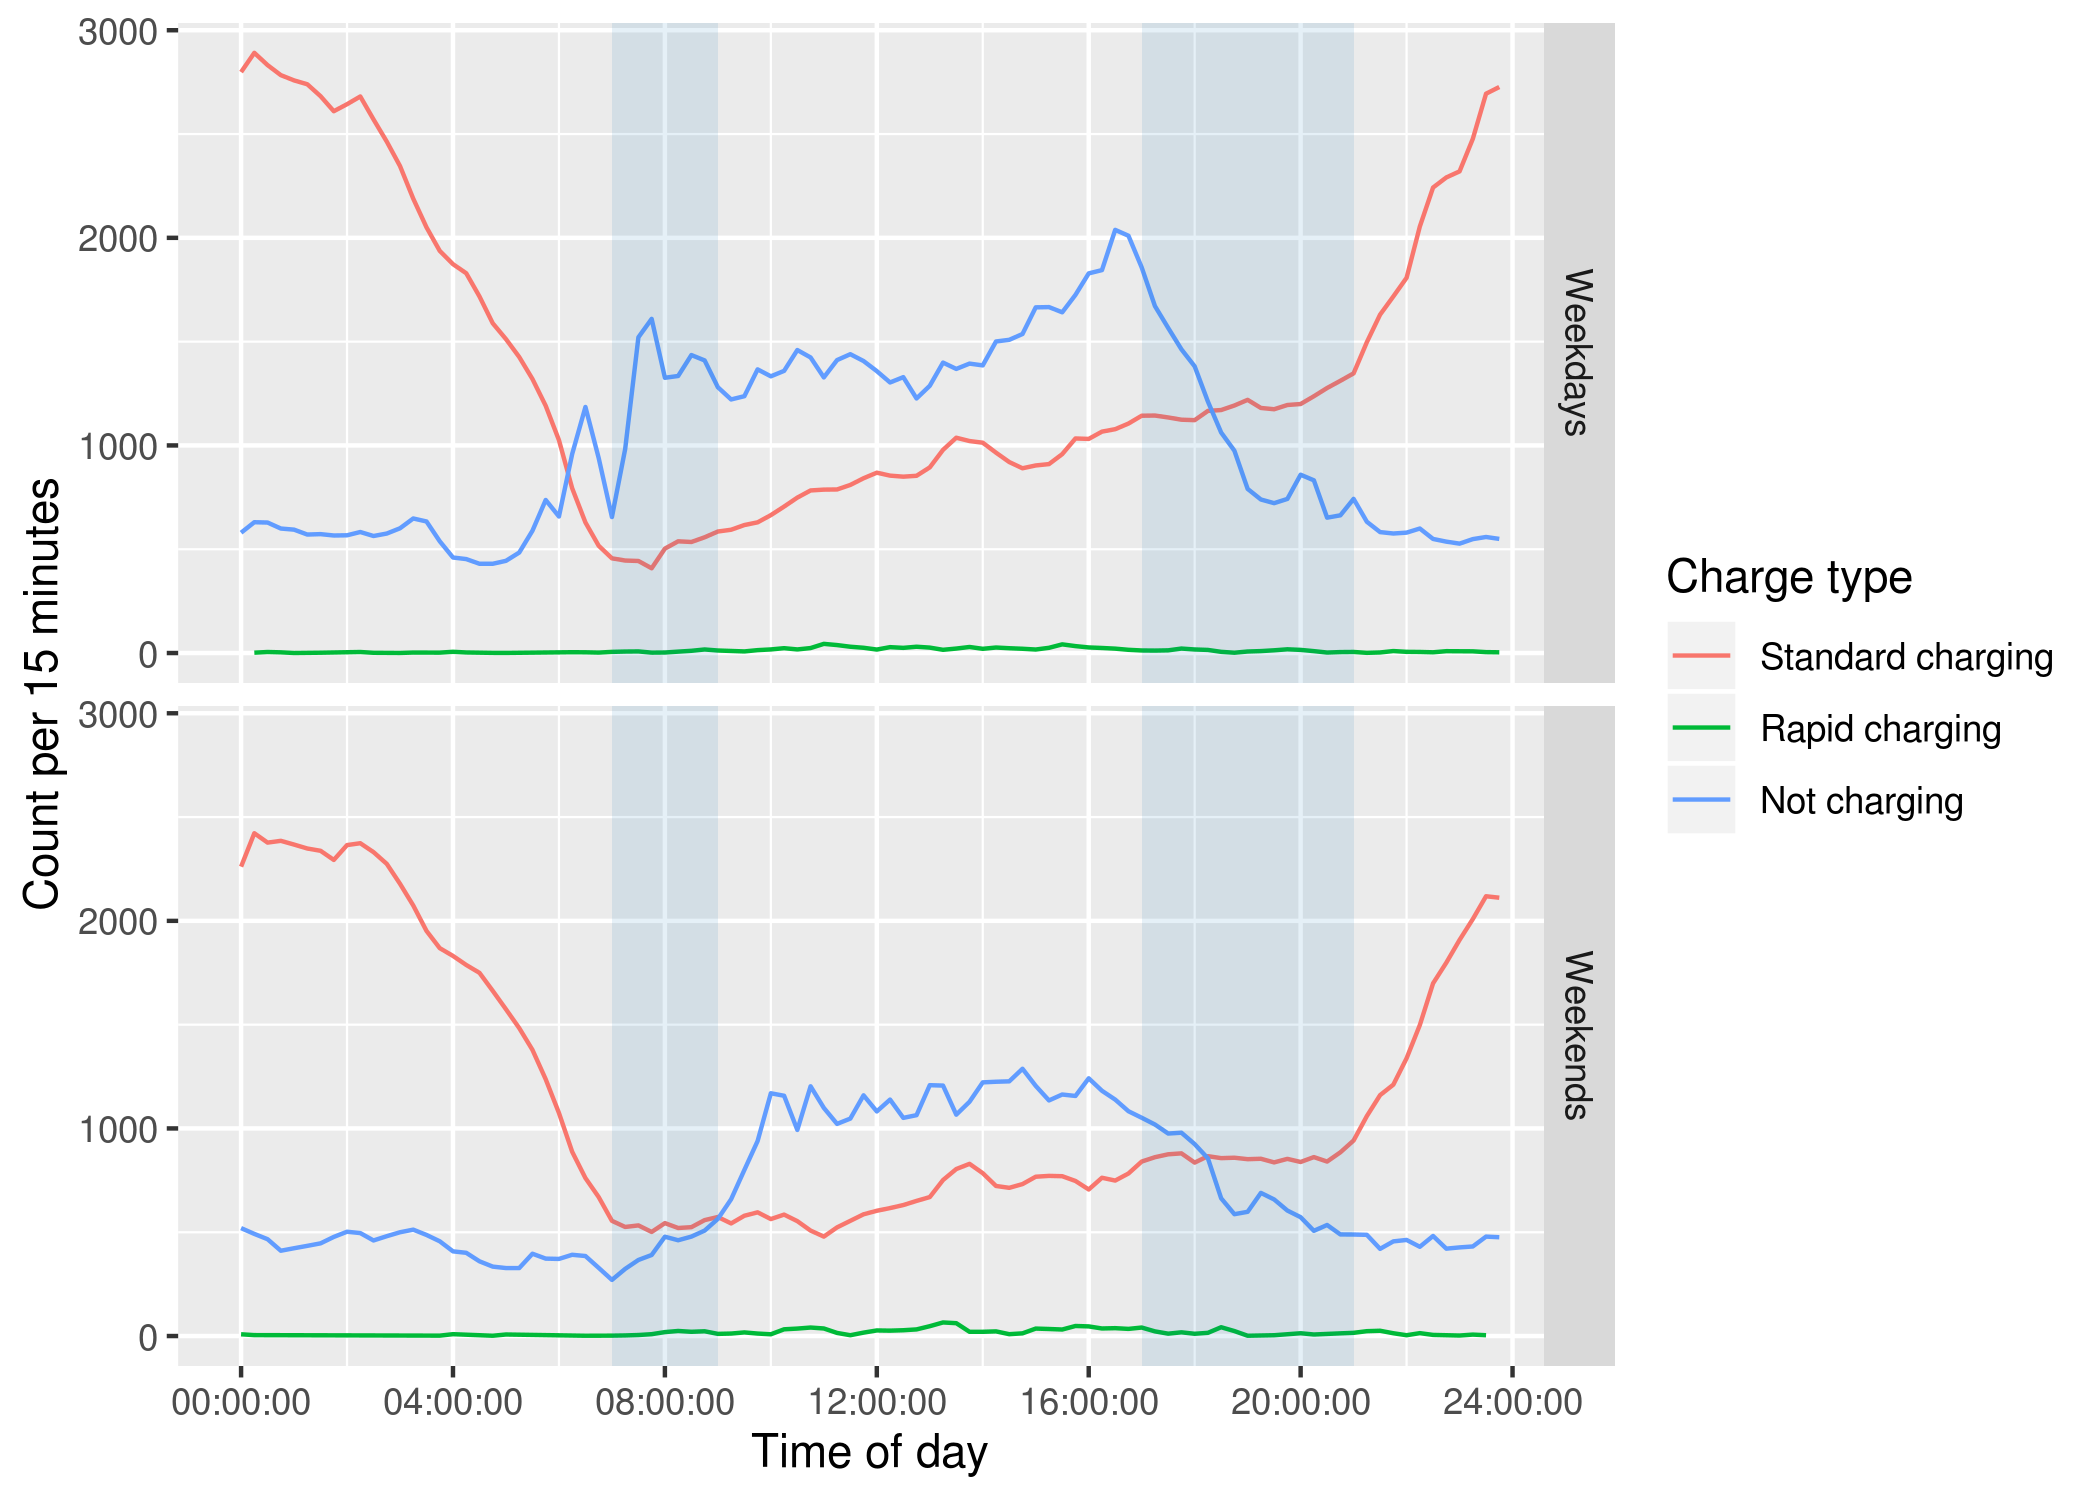 Count per 15 minutes
3000
2000
1000
0
Weekdays
3000
2000
1000
0
Weekends
00:00:00
04:00:00
08:00:00
12:00:00
16:00:00
20:00:00
24:00:00
Time of day
Charge type
Standard charging
Rapid charging
Not charging